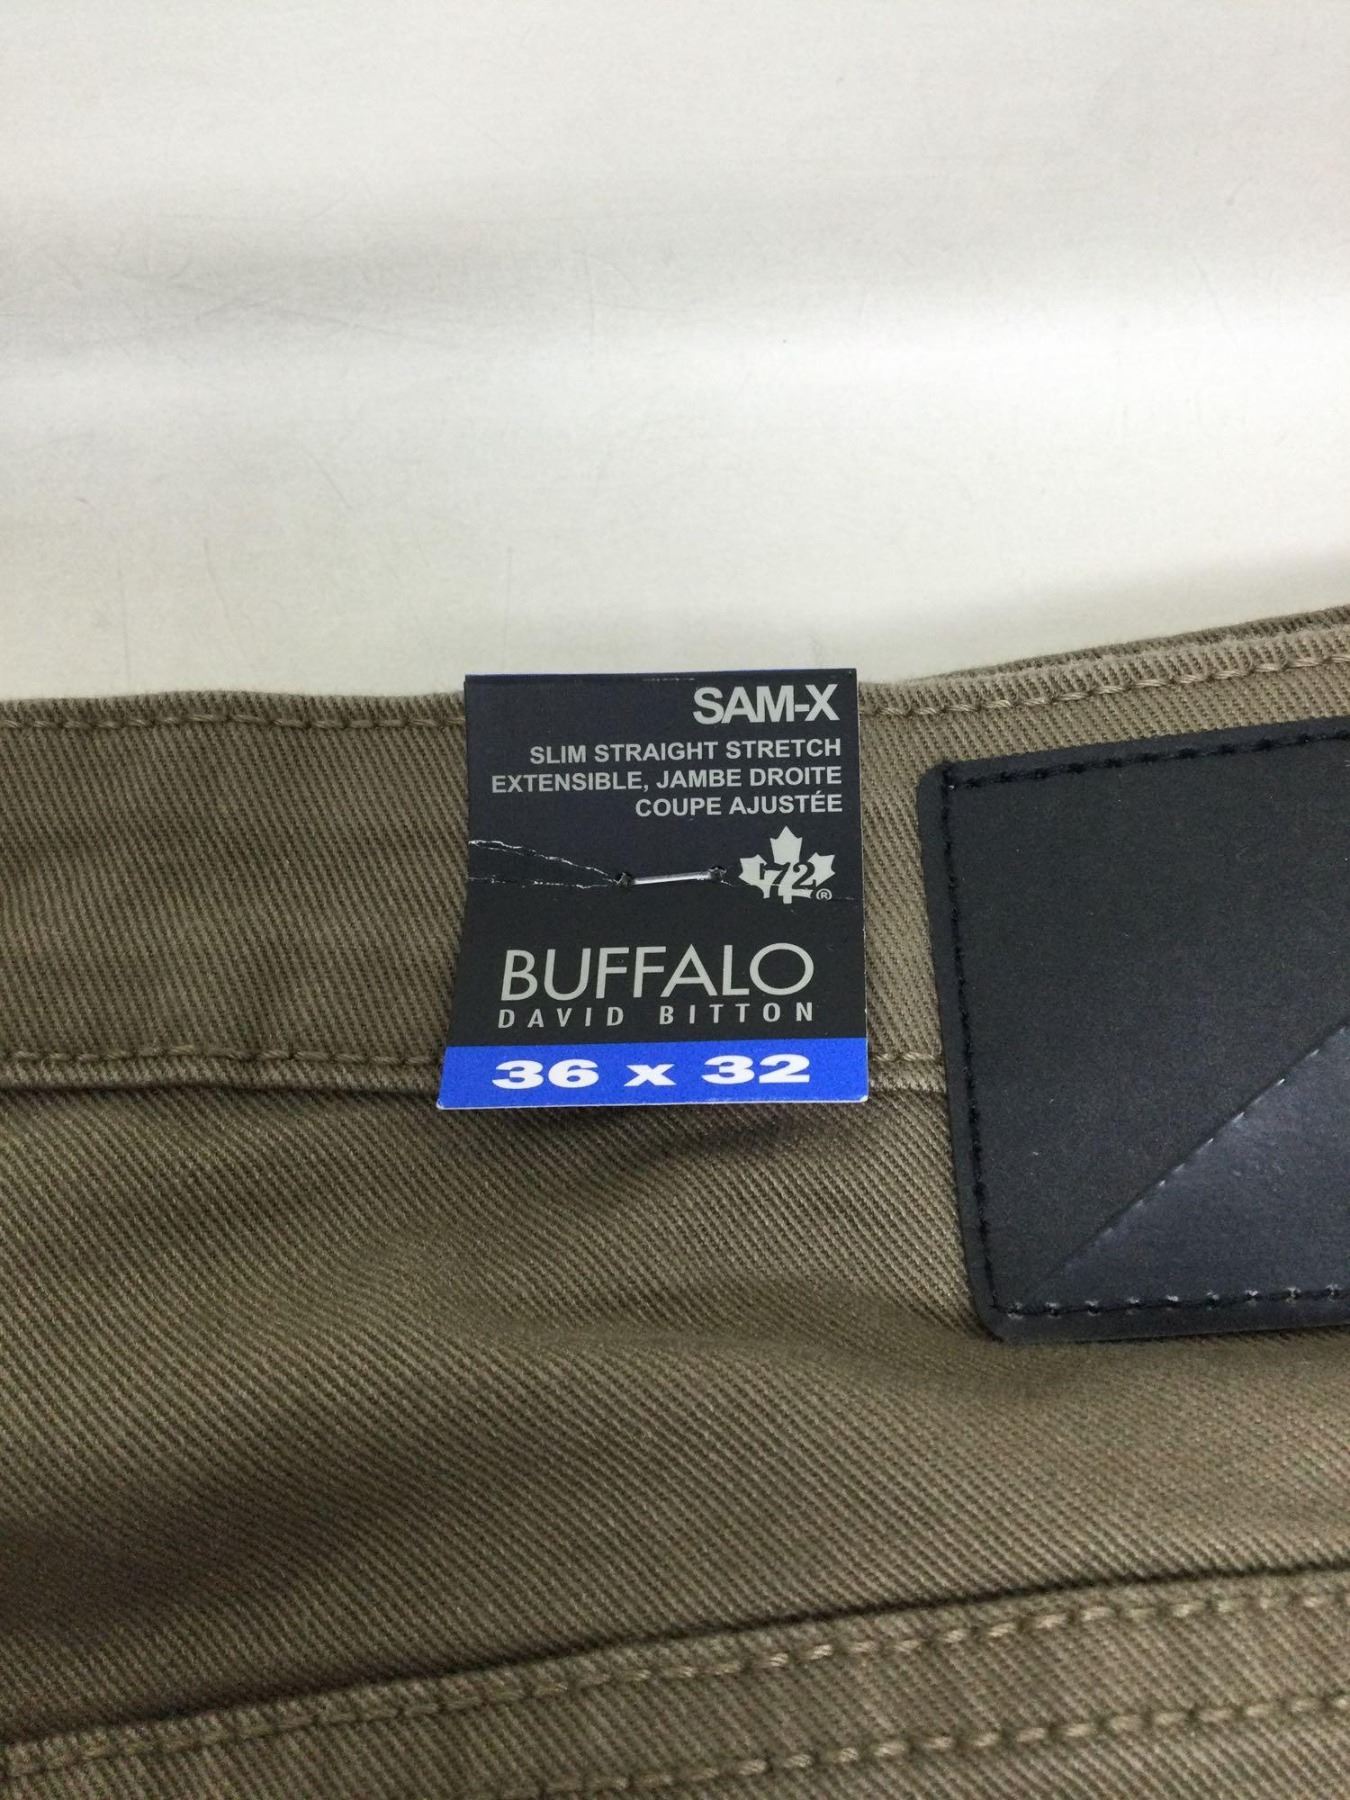 SAM-X
SLIM STRAIGHT STRETCH
EXTENSIBLE, JAMBE DROITE
COUPE AJUSTÉE
72®
BUFFALO
DAVID BITTON
36 x 32